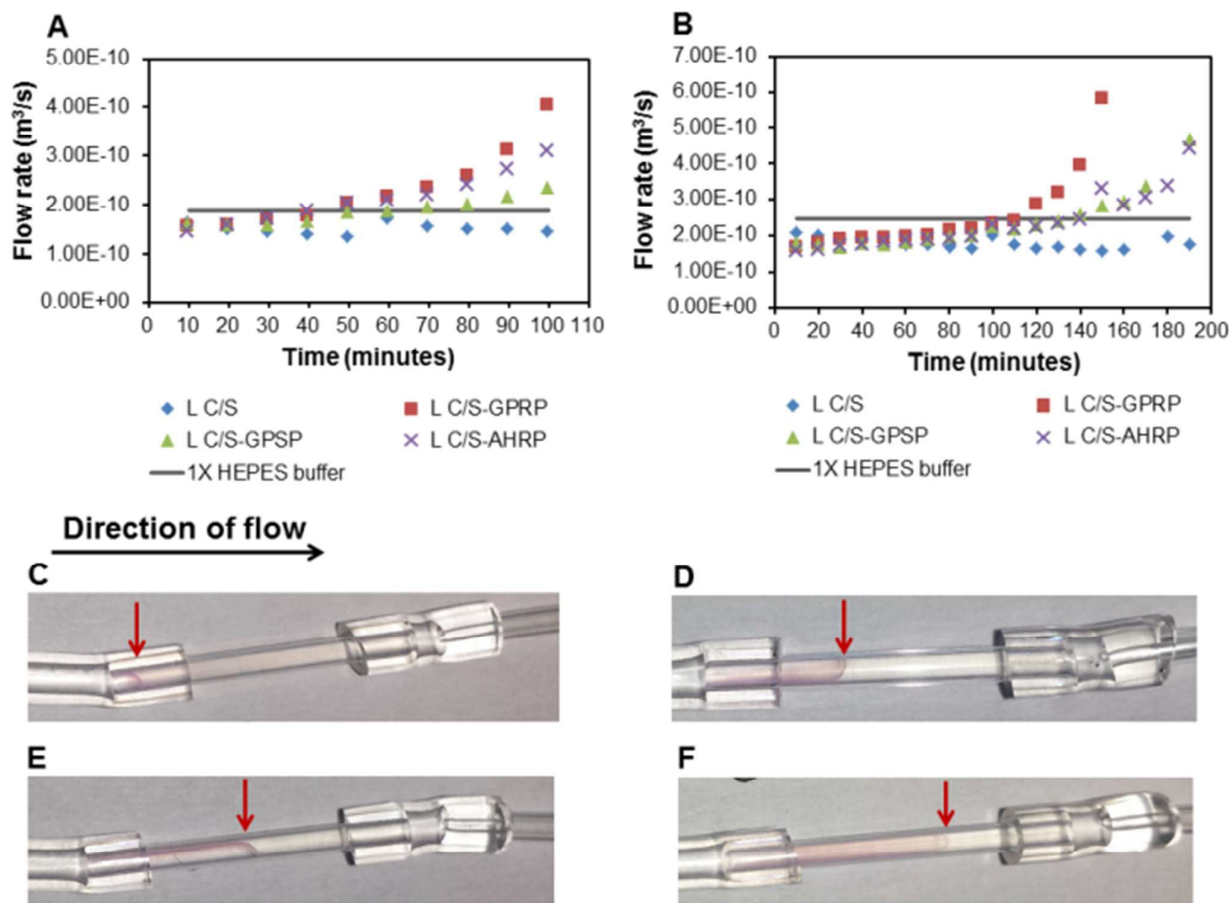 A
Flow rate (m³/s)
5.00E-10
4.00E-10
3.00E-10
2.00E-10
1.00E-10
0.00E+00
0 10 20 30 40 50 60 70 80 90 100 110
Time (minutes)
L C/S L C/S-GPRP
L C/S-GPSP L C/S-AHRP
1X HEPES buffer
B
Flow rate (m³/s)
7.00E-10
6.00E-10
5.00E-10
4.00E-10
3.00E-10
2.00E-10
1.00E-10
0.00E+00
0 20 40 60 80 100 120 140 160 180 200
Time (minutes)
L C/S L C/S-GPRP
L C/S-GPSP L C/S-AHRP
1X HEPES buffer
Direction of flow
C
D
E
F